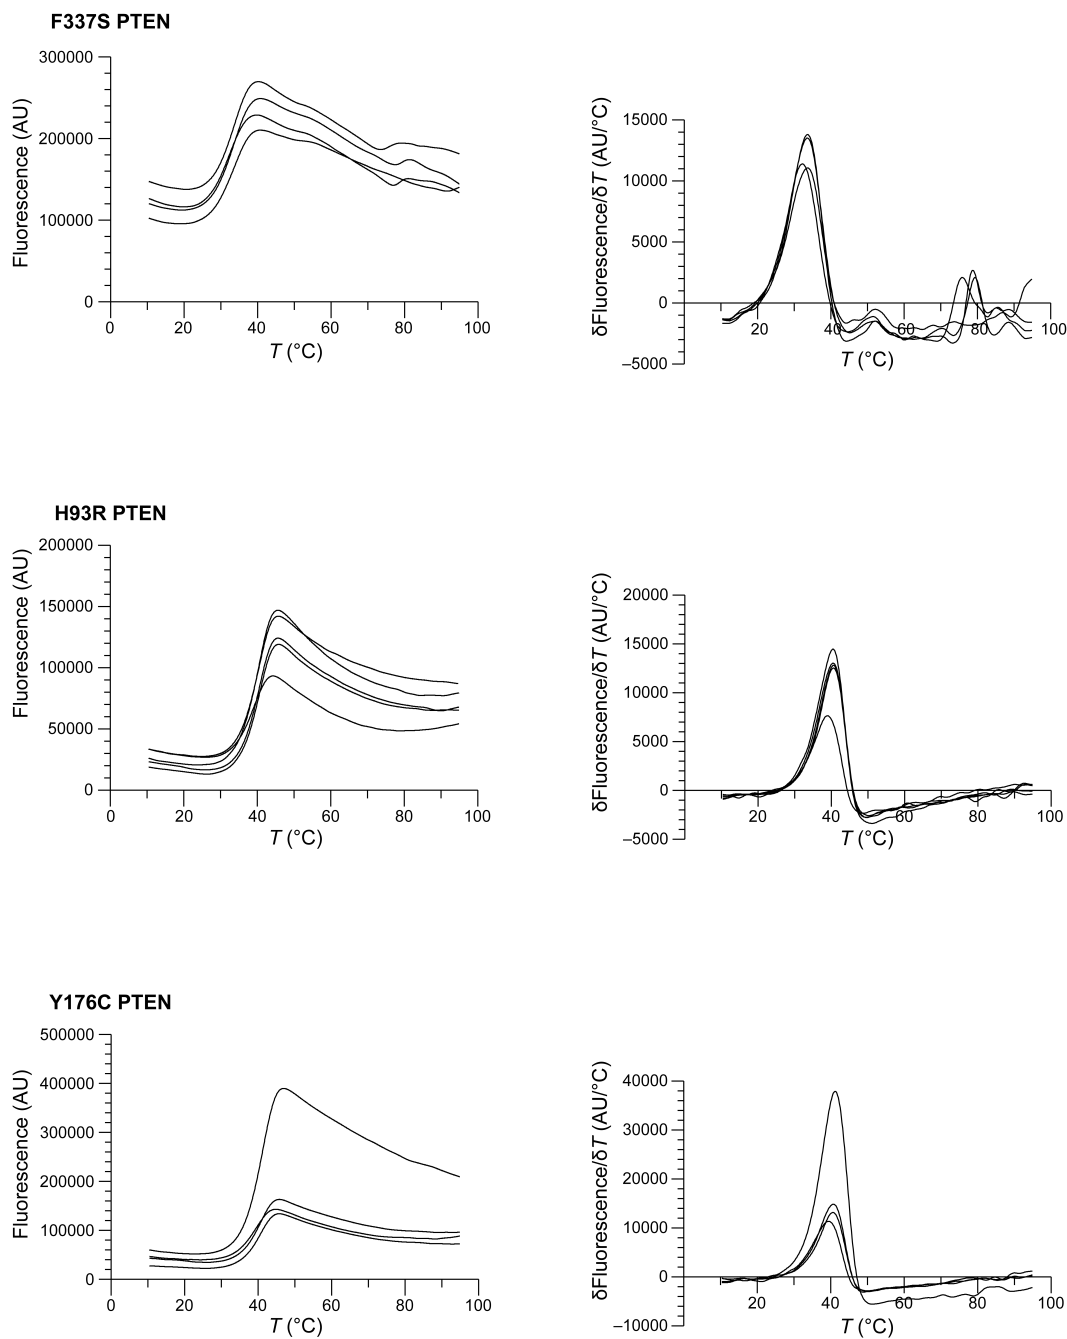 F337S PTEN
Fluorescence (AU)
300000
200000
100000
0
0 20 40 60 80 100
T (°C)
δFluorescence/δT (AU/°C)
15000
10000
5000
0
–5000
20 40 60 80 100
T (°C)
H93R PTEN
Fluorescence (AU)
200000
150000
100000
50000
0
0 20 40 60 80 100
T (°C)
δFluorescence/δT (AU/°C)
20000
15000
10000
5000
0
–5000
20 40 60 80 100
T (°C)
Y176C PTEN
Fluorescence (AU)
500000
400000
300000
200000
100000
0
0 20 40 60 80 100
T (°C)
δFluorescence/δT (AU/°C)
40000
30000
20000
10000
0
–10000
20 40 60 80 100
T (°C)